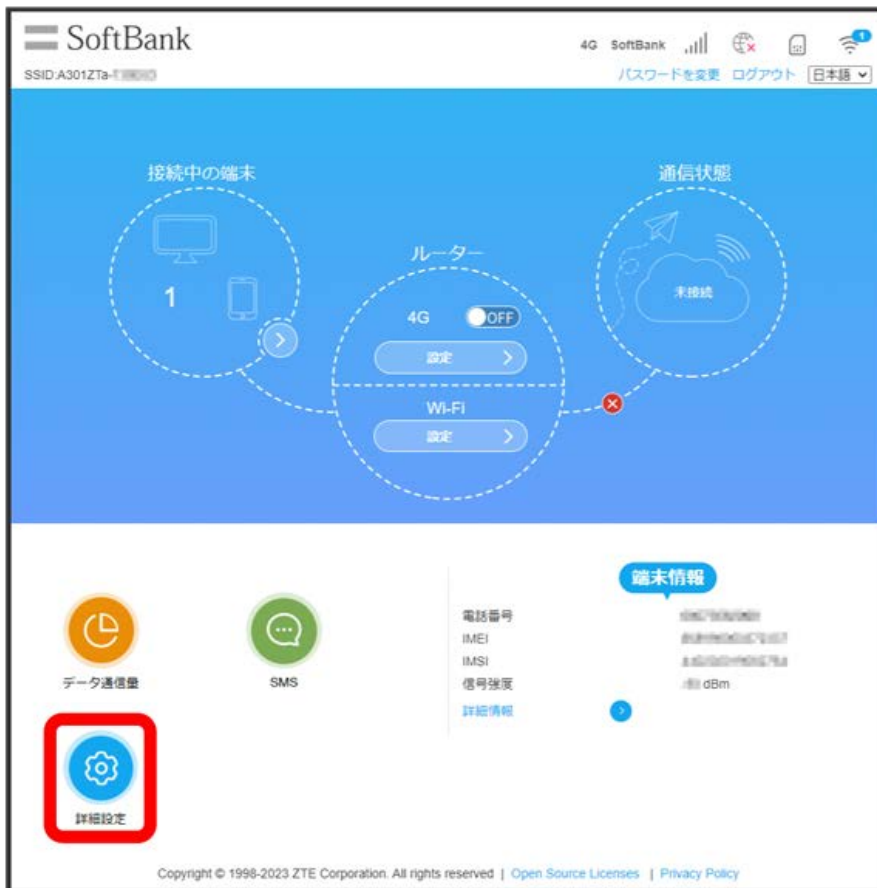 SoftBank
4G SoftBank
1
SSID:A301ZTa-
パスワードを変更 ログアウト 日本語
接続中の端末
通信状態
ルーター
1
4G OFF
未接続
設定
Wi-Fi
設定
端末情報
電話番号
IMEI
IMSI
信号強度 dBm
詳細情報
データ通信量
SMS
詳細設定
Copyright © 1998-2023 ZTE Corporation. All rights reserved | Open Source Licenses | Privacy Policy